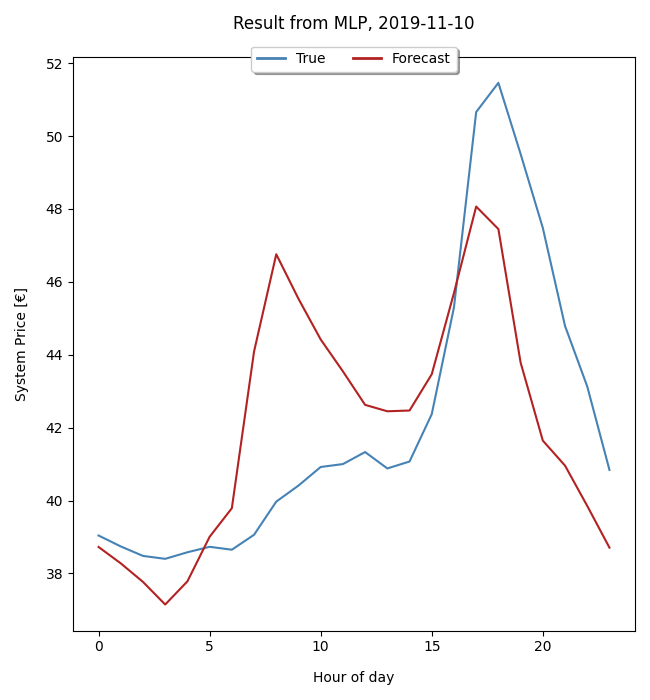 Result from MLP, 2019-11-10
True Forecast
52
50
48
46
44
42
40
38
System Price [€]
0 5 10 15 20
Hour of day